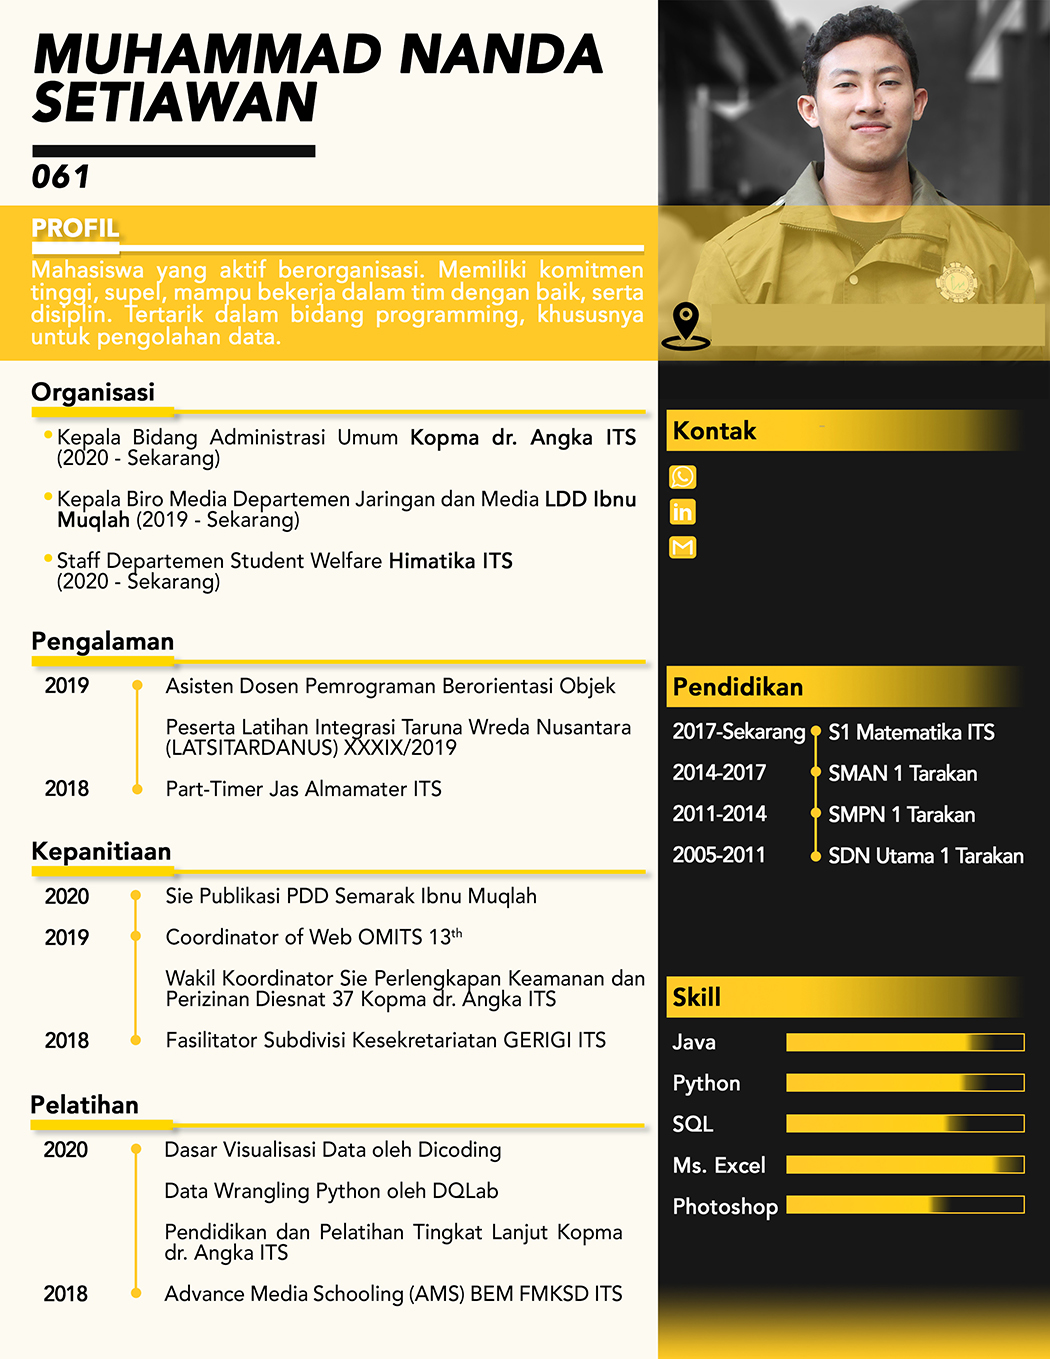 MUHAMMAD NANDA
SETIAWAN
061
PROFIL
Mahasiswa yang aktif berorganisasi. Memiliki komitmen
tinggi, supel, mampu bekerja dalam tim dengan baik, serta
disiplin. Tertarik dalam bidang programming, khususnya
untuk pengolahan data.
Organisasi
Kepala Bidang Administrasi Umum Kopma dr. Angka ITS
(2020 - Sekarang)
Kepala Biro Media Departemen Jaringan dan Media LDD Ibnu
Muqlah (2019 - Sekarang)
Staff Departemen Student Welfare Himatika ITS
(2020 - Sekarang)
Pengalaman
2019 Asisten Dosen Pemrograman Berorientasi Objek
Peserta Latihan Integrasi Taruna Wreda Nusantara
(LATSITARDANUS) XXXIX/2019
2018 Part-Timer Jas Almamater ITS
Kepanitiaan
2020 Sie Publikasi PDD Semarak Ibnu Muqlah
2019 Coordinator of Web OMITS 13th
Wakil Koordinator Sie Perlengkapan Keamanan dan
Perizinan Diesnat 37 Kopma dr. Angka ITS
2018 Fasilitator Subdivisi Kesekretariatan GERIGI ITS
Pelatihan
2020 Dasar Visualisasi Data oleh Dicoding
Data Wrangling Python oleh DQLab
Pendidikan dan Pelatihan Tingkat Lanjut Kopma
dr. Angka ITS
2018 Advance Media Schooling (AMS) BEM FMKSD ITS
Kontak
in
Pendidikan
2017-Sekarang S1 Matematika ITS
2014-2017 SMAN 1 Tarakan
2011-2014 SMPN 1 Tarakan
2005-2011 SDN Utama 1 Tarakan
Skill
Java
Python
SQL
Ms. Excel
Photoshop